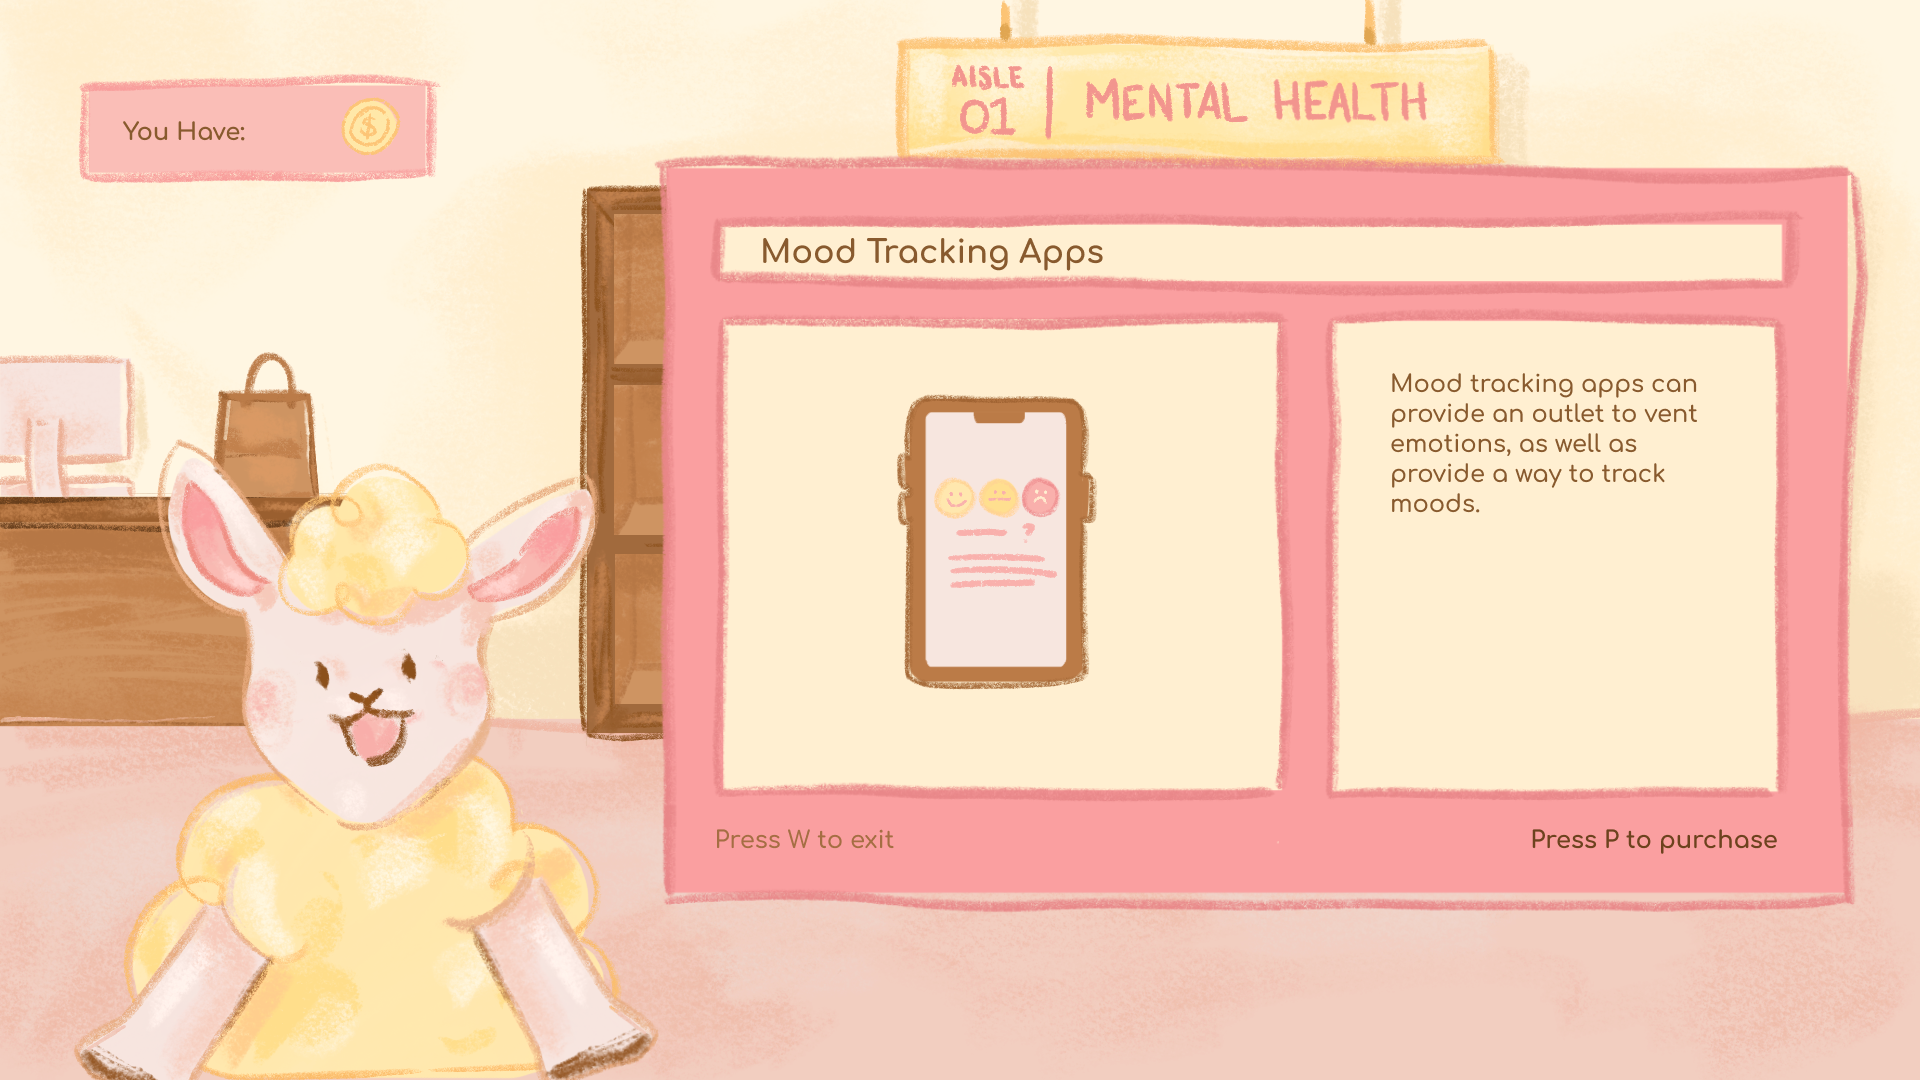 You Have:
$
AISLE
01
MENTAL HEALTH
Mood Tracking Apps
?
Mood tracking apps can
provide an outlet to vent
emotions, as well as
provide a way to track
moods.
Press W to exit
Press P to purchase